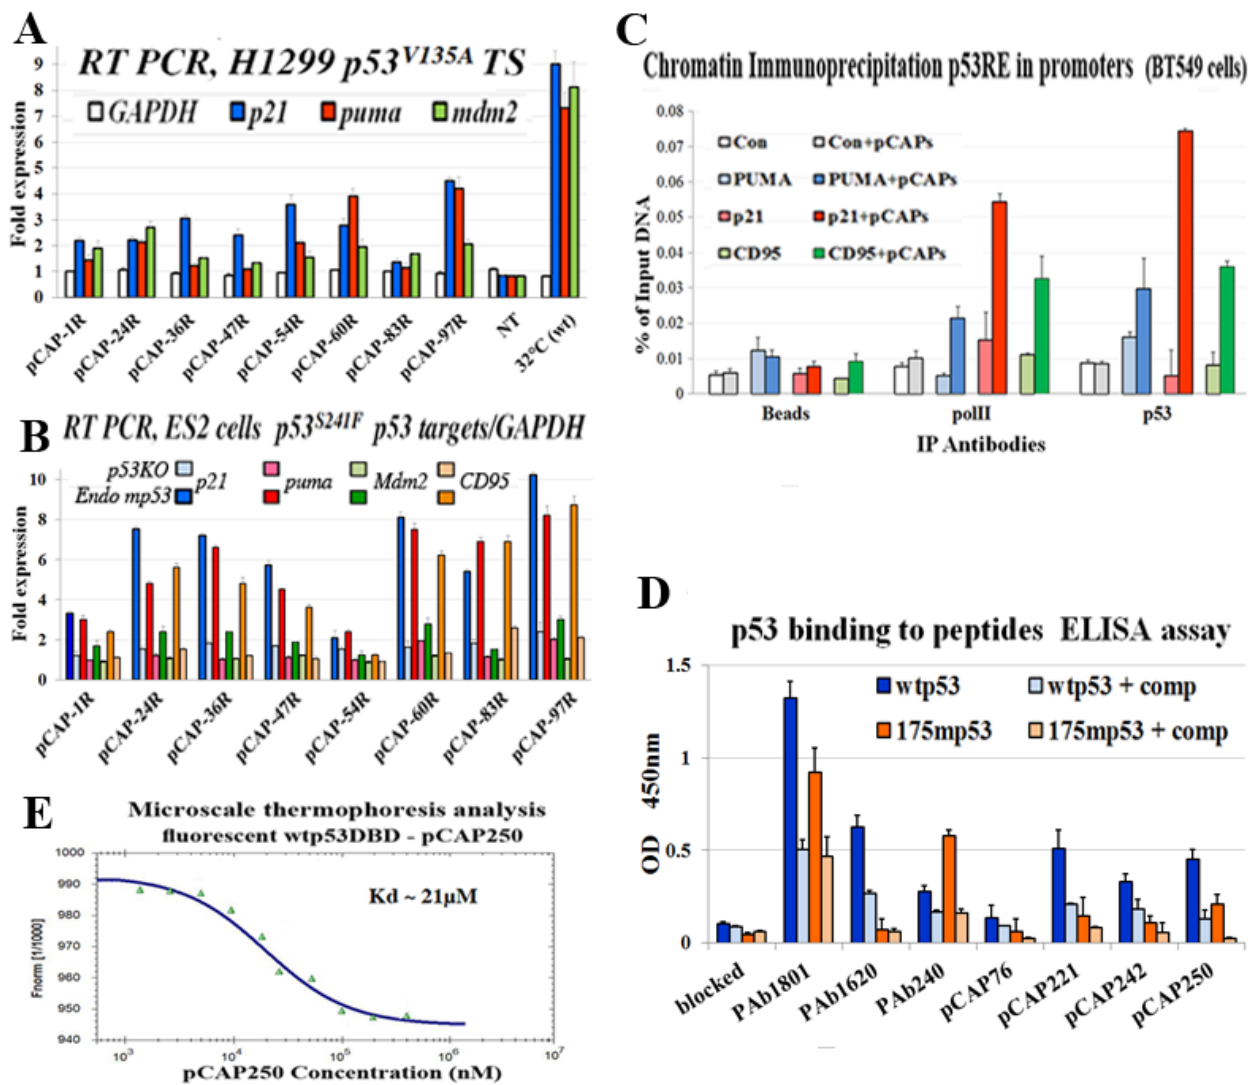 A
RT PCR, H1299 p53V135A TS
GAPDH p21 puma mdm2
Fold expression
9
8
7
6
5
4
3
2
1
0
pCAP-1R pCAP-24R pCAP-36R pCAP-47R pCAP-54R pCAP-60R pCAP-83R pCAP-97R NT 32°C (wt)
B
RT PCR, ES2 cells p53S241F p53 targets/GAPDH
p53KO
Endo mp53
p21 puma Mdm2 CD95
Fold expression
10
8
6
4
2
0
pCAP-1R pCAP-24R pCAP-36R pCAP-47R pCAP-54R pCAP-60R pCAP-83R pCAP-97R
C
Chromatin Immunoprecipitation p53RE in promoters (BT549 cells)
% of Input DNA
0.08
0.07
0.06
0.05
0.04
0.03
0.02
0.01
0
Con Con+pCAPs
PUMA PUMA+pCAPs
p21 p21+pCAPs
CD95 CD95+pCAPs
Beads polII p53
IP Antibodies
D
p53 binding to peptides ELISA assay
wtp53 wtp53 + comp
175mp53 175mp53 + comp
OD 450nm
1.5
1
0.5
0
blocked PAb1801 PAb1620 PAb240 pCAP76 pCAP221 pCAP242 pCAP250
E
Microscale thermophoresis analysis
fluorescent wtp53DBD - pCAP250
Kd ~ 21µM
Fnorm [1/1000]
1000
990
980
970
960
950
940
10³ 10⁴ 10⁵ 10⁶ 10⁷
pCAP250 Concentration (nM)